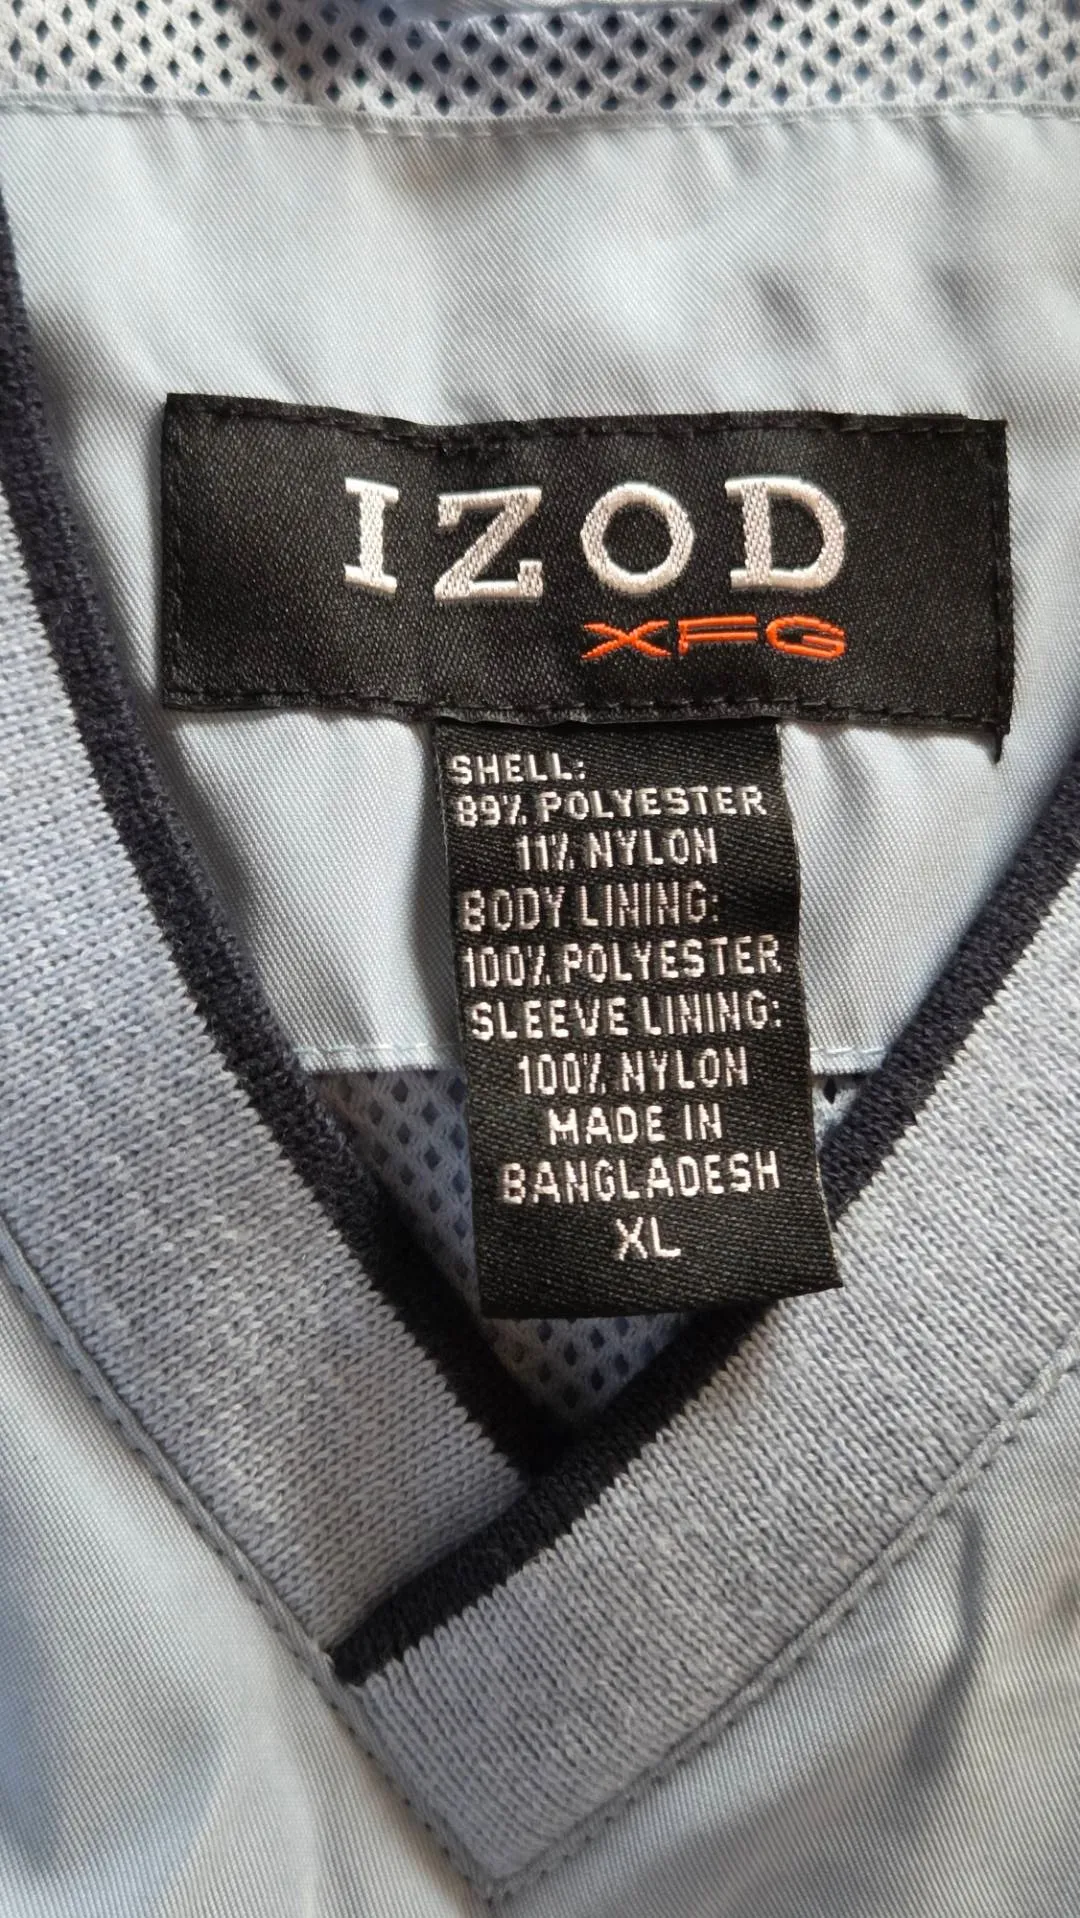 IZOD
XFG
SHELL:
89% POLYESTER
11% NYLON
BODY LINING:
100% POLYESTER
SLEEVE LINING:
100% NYLON
MADE IN
BANGLADESH
XL